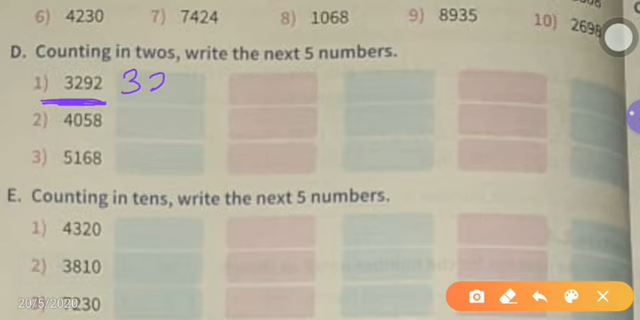 6) 4230 7) 7424 8) 1068 9) 8935 10) 2698
D. Counting in twos, write the next 5 numbers.
1) 3292 32
2) 4058
3) 5168
E. Counting in tens, write the next 5 numbers.
1) 4320
2) 3810
20/5/2020 230